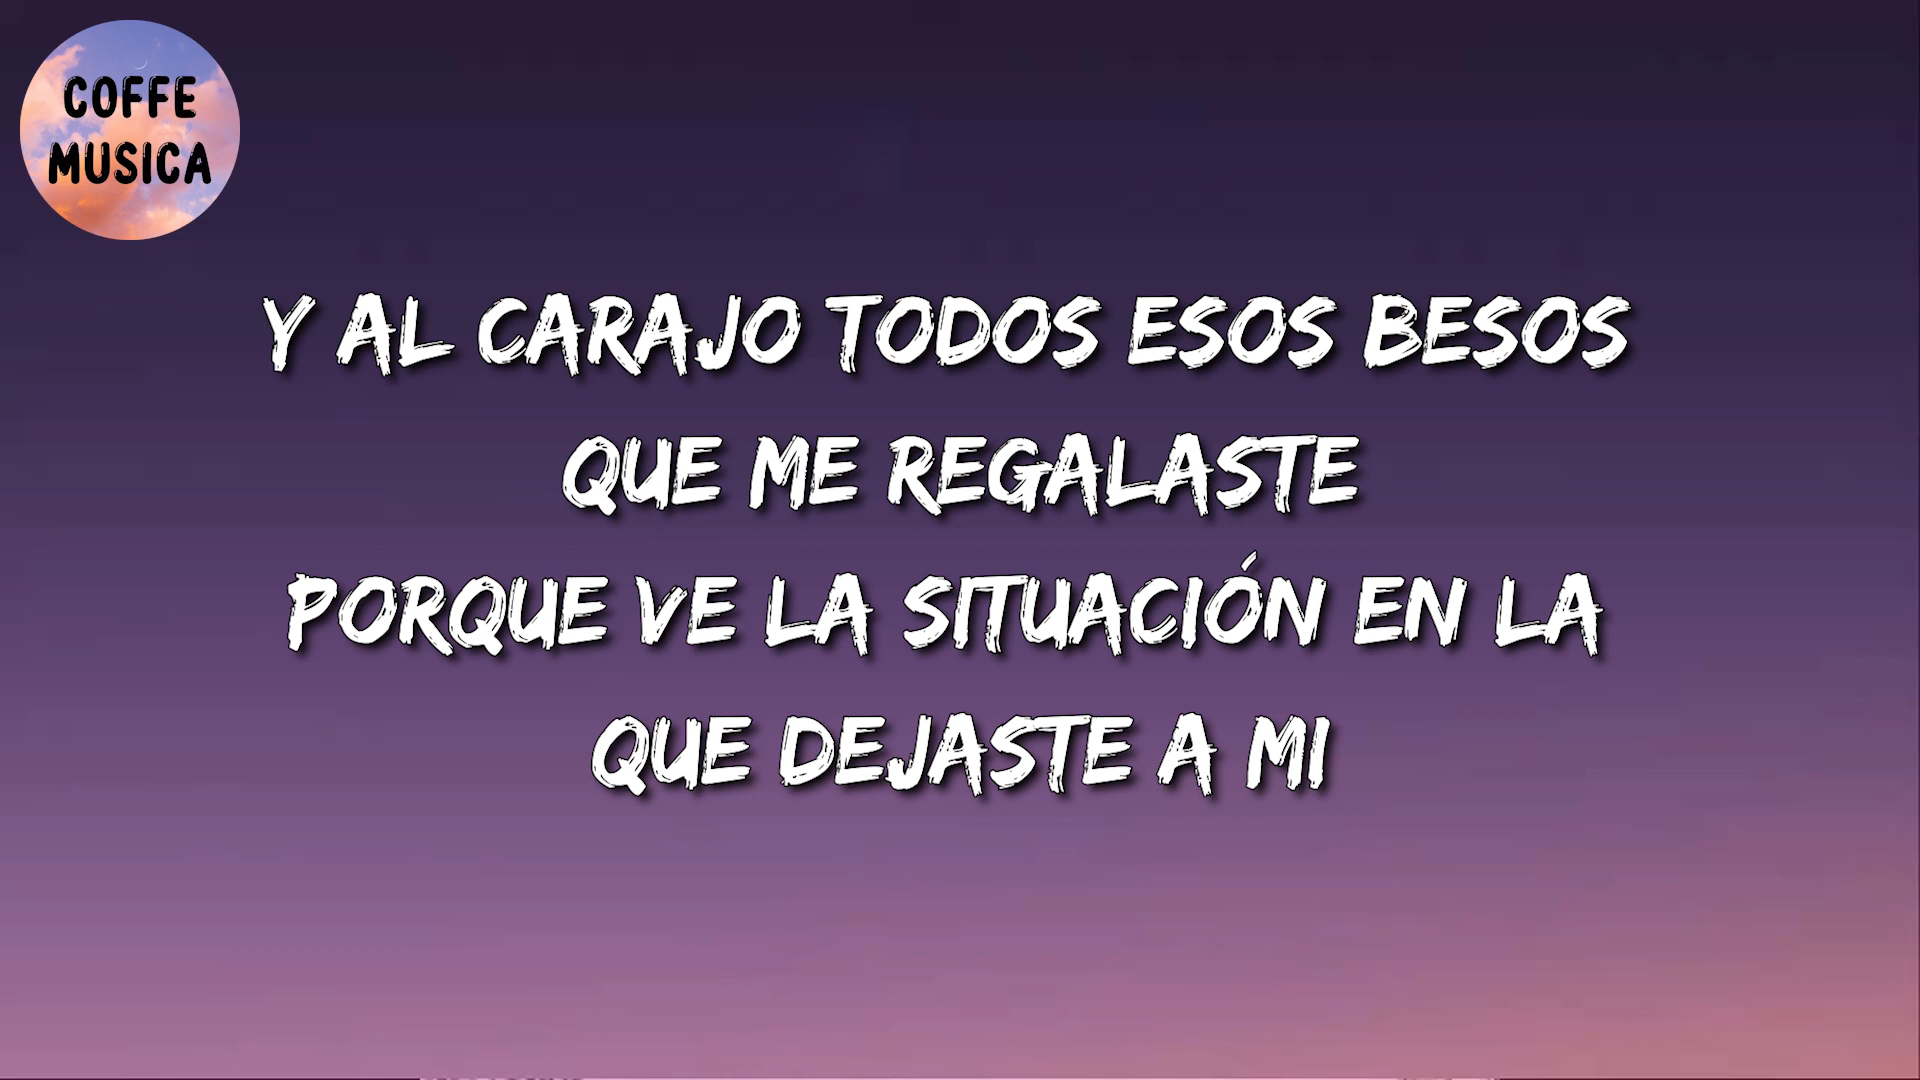 COFFE
MUSICA
Y AL CARAJO TODOS ESOS BESOS
QUE ME REGALASTE
PORQUE VE LA SITUACIÓN EN LA
QUE DEJASTE A MI